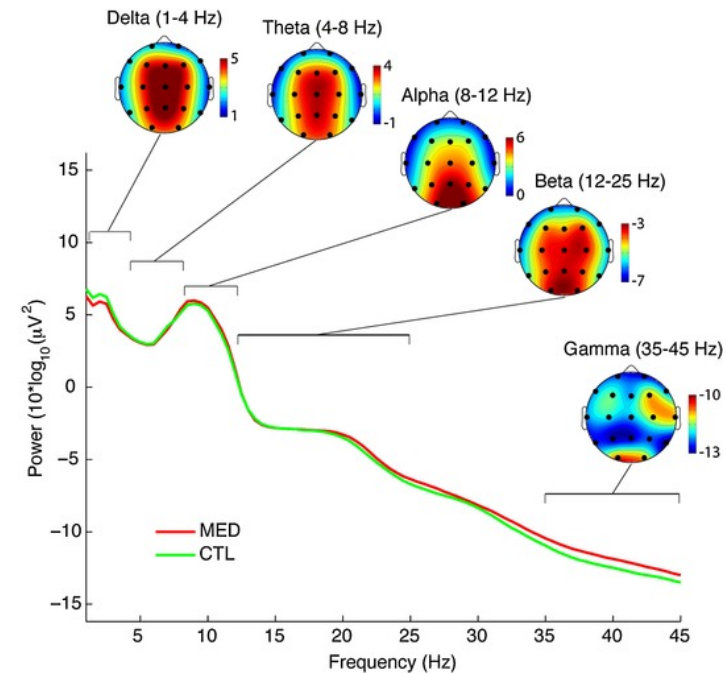 Delta (1-4 Hz)
5
1
Theta (4-8 Hz)
4
-1
Alpha (8-12 Hz)
6
0
Beta (12-25 Hz)
-3
-7
Gamma (35-45 Hz)
-10
-13
15
10
5
0
−5
−10
−15
Power (10*log10(μV2)
MED
CTL
5 10 15 20 25 30 35 40 45
Frequency (Hz)